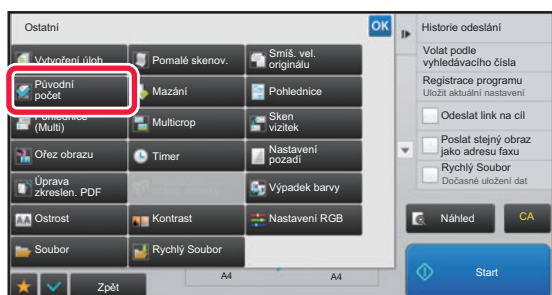 Ostatní
OK
Vytvoření úloh
Pomalé skenov.
Smíš. vel.
originálu
Původní
počet
Mazání
Pohlednice
(Multi)
Multicrop
Sken
vizitek
Ořez obrazu
Timer
Nastavení
pozadí
Úprava
zkreslen. PDF
Výpadek barvy
Ostrost
Kontrast
Nastavení RGB
Soubor
Rychlý Soubor
Zpět
A4
A4
Historie odeslání
Volat podle
vyhledávacího čísla
Registrace programu
Uložit aktuální nastavení
Odeslat link na cíl
Poslat stejný obraz
jako adresu faxu
Rychlý Soubor
Dočasné uložení dat
Náhled
CA
Start